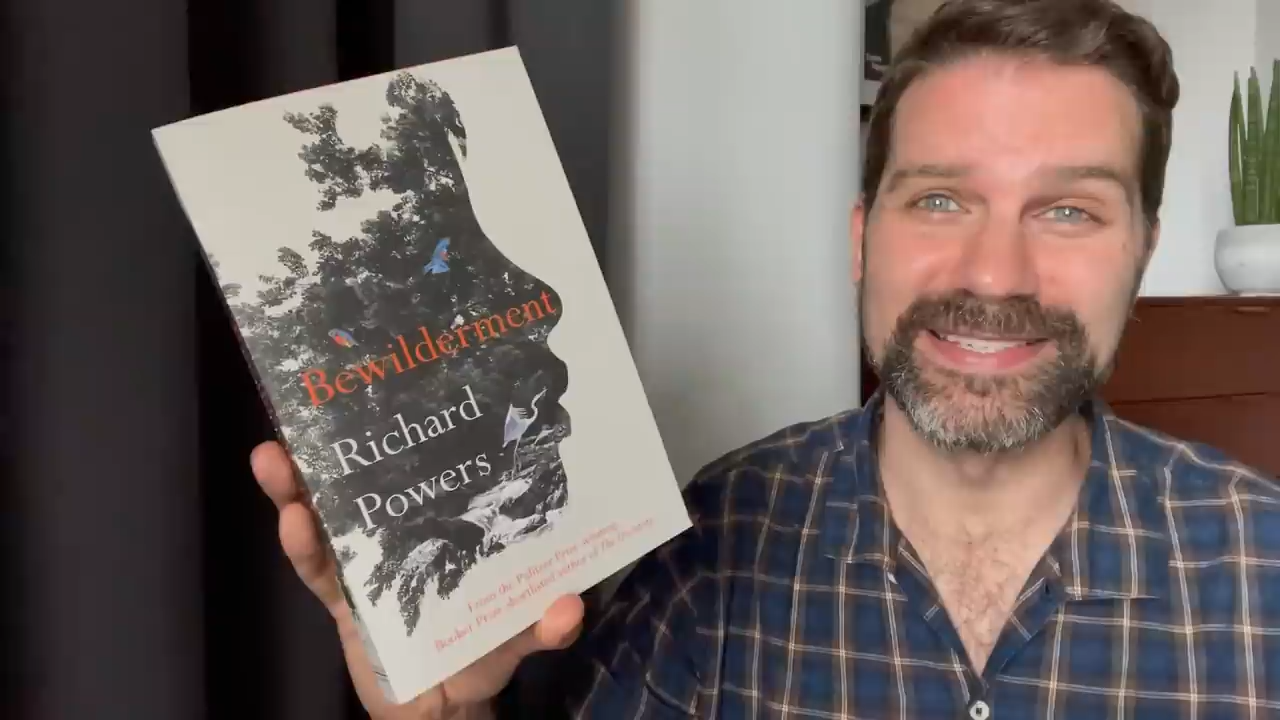 Bewilderment
Richard
Powers
From the Pulitzer Prize-winning,
Booker Prize-shortlisted author of The Overstory